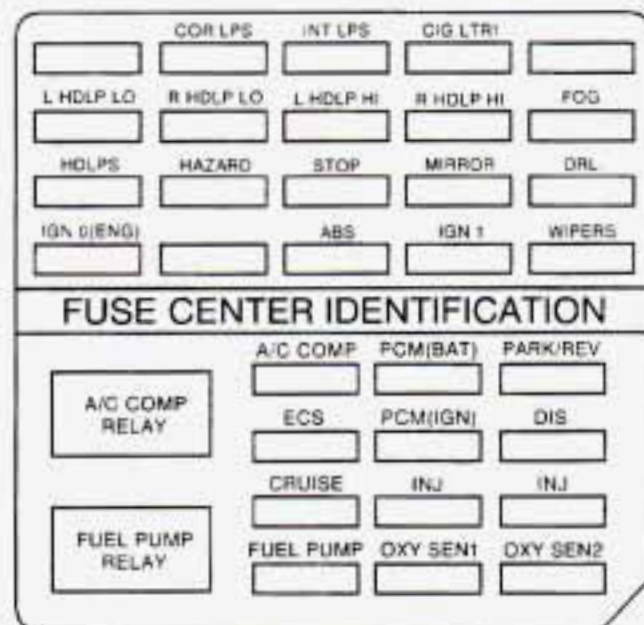 COR LPS INT LPS CIG LTR1
L HDLP LO R HDLP LO L HDLP HI R HDLP HI FOG
HDLPS HAZARD STOP MIRROR DRL
IGN 0(ENG) ABS IGN 1 WIPERS
FUSE CENTER IDENTIFICATION
A/C COMP PCM(BAT) PARK/REV
A/C COMP
RELAY
ECS PCM(IGN) DIS
CRUISE INJ INJ
FUEL PUMP
RELAY
FUEL PUMP OXY SEN1 OXY SEN2